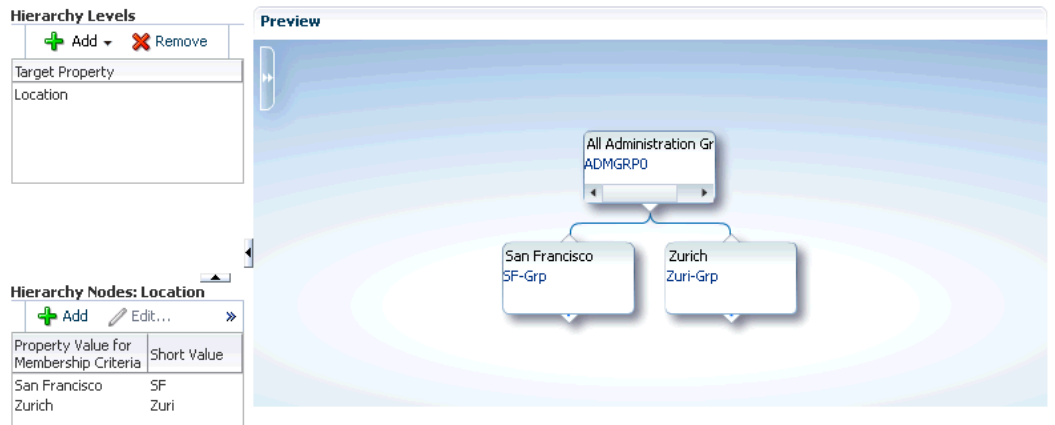 Hierarchy Levels
Add
Remove
Target Property
Location
Hierarchy Nodes: Location
Add
Edit...
»
Property Value for
Membership Criteria
Short Value
San Francisco SF
Zurich Zuri
Preview
All Administration Gr
ADMGRP0
San Francisco
SF-Grp
Zurich
Zuri-Grp